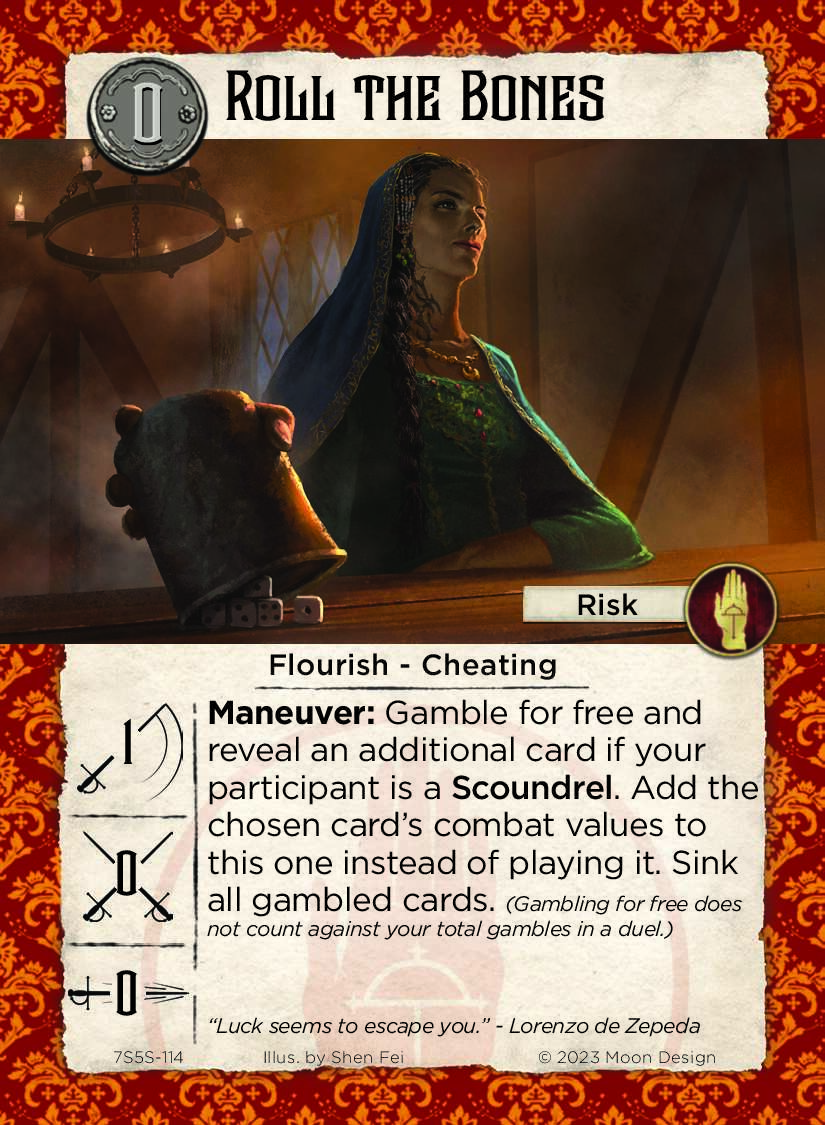 0
Roll the Bones
Risk
Flourish - Cheating
1
0
0
Maneuver: Gamble for free and
reveal an additional card if your
participant is a Scoundrel. Add the
chosen card's combat values to
this one instead of playing it. Sink
all gambled cards. (Gambling for free does
not count against your total gambles in a duel.)
“Luck seems to escape you.” - Lorenzo de Zepeda
7S5S-114 Illus. by Shen Fei © 2023 Moon Design